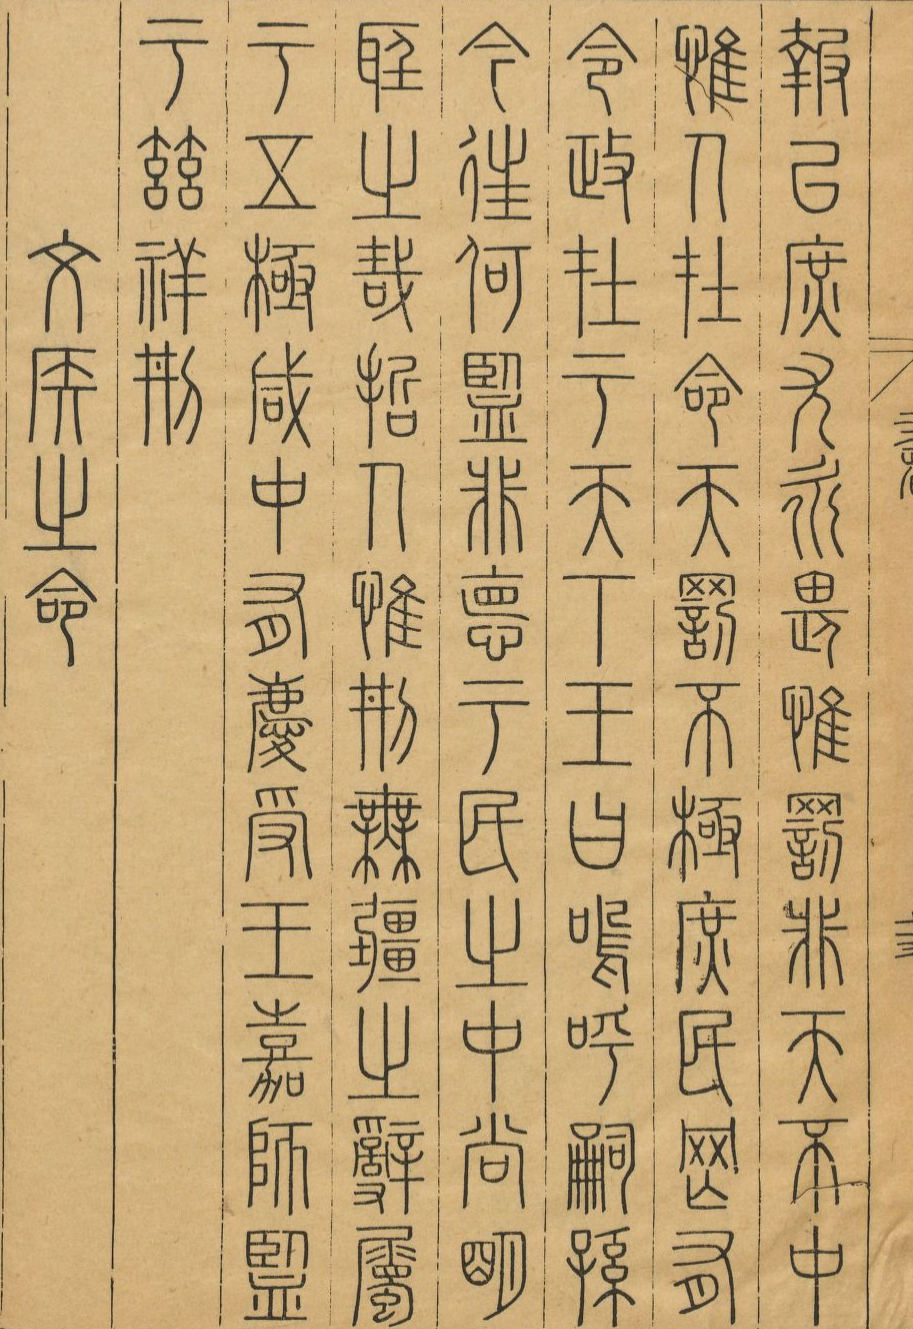 報以庶尤永畏惟罰非天不中
惟人在命天罰不極庶民罔有
令政在于天下王曰嗚呼嗣孫
今往何監非悳于民之中尚明
聽之哉哲人惟刑無疆之辭屬
于五極咸中有慶受王嘉師監
于茲祥刑
文侯之命